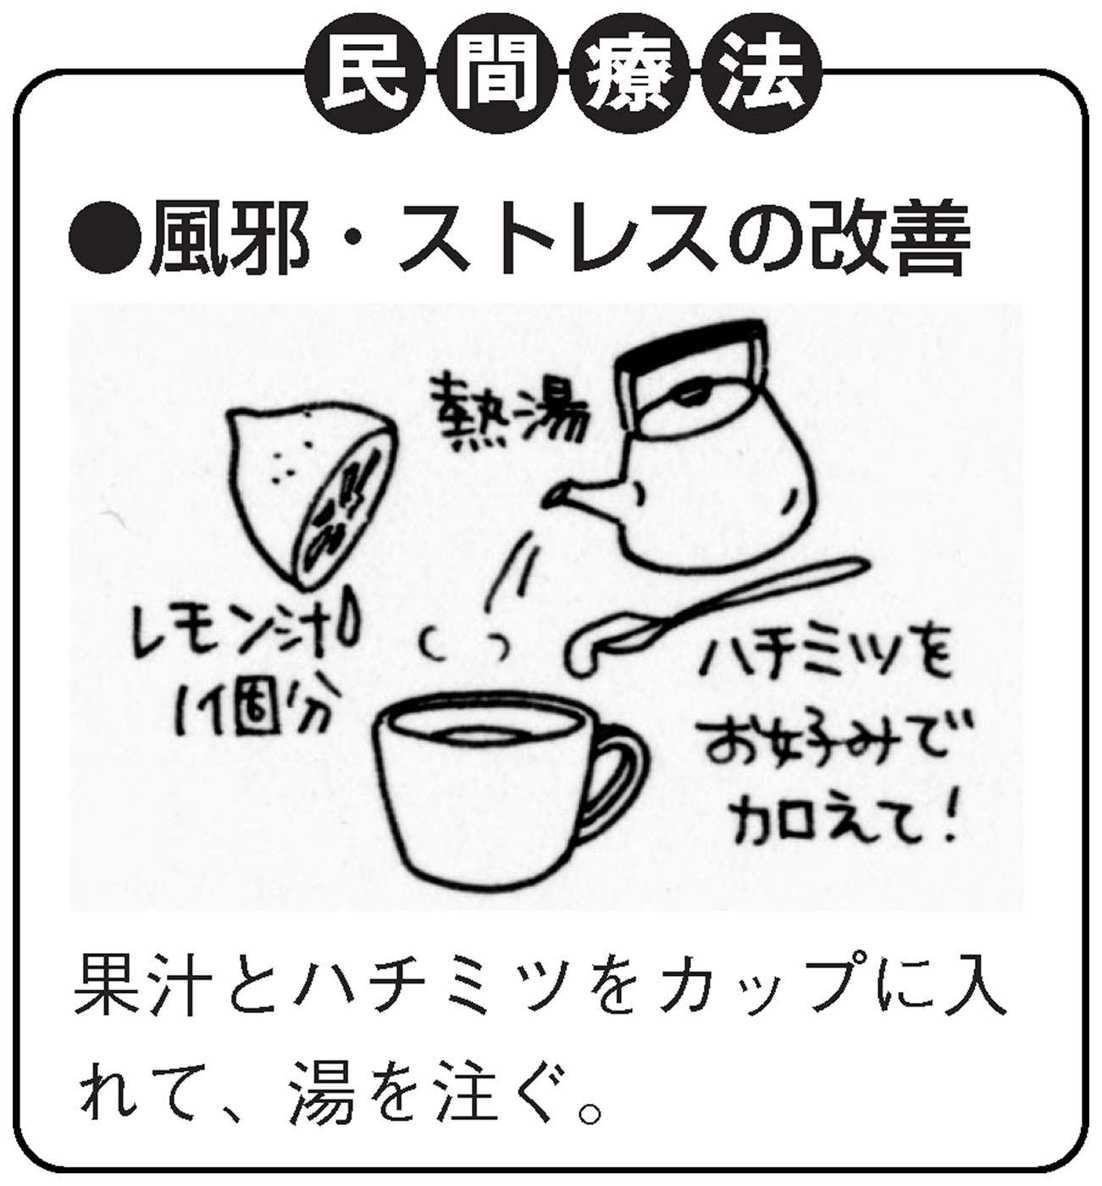 民間療法
●風邪・ストレスの改善
熱湯
レモン汁
1個分
ハチミツを
お好みで
加えて!
果汁とハチミツをカップに入
れて、湯を注ぐ。